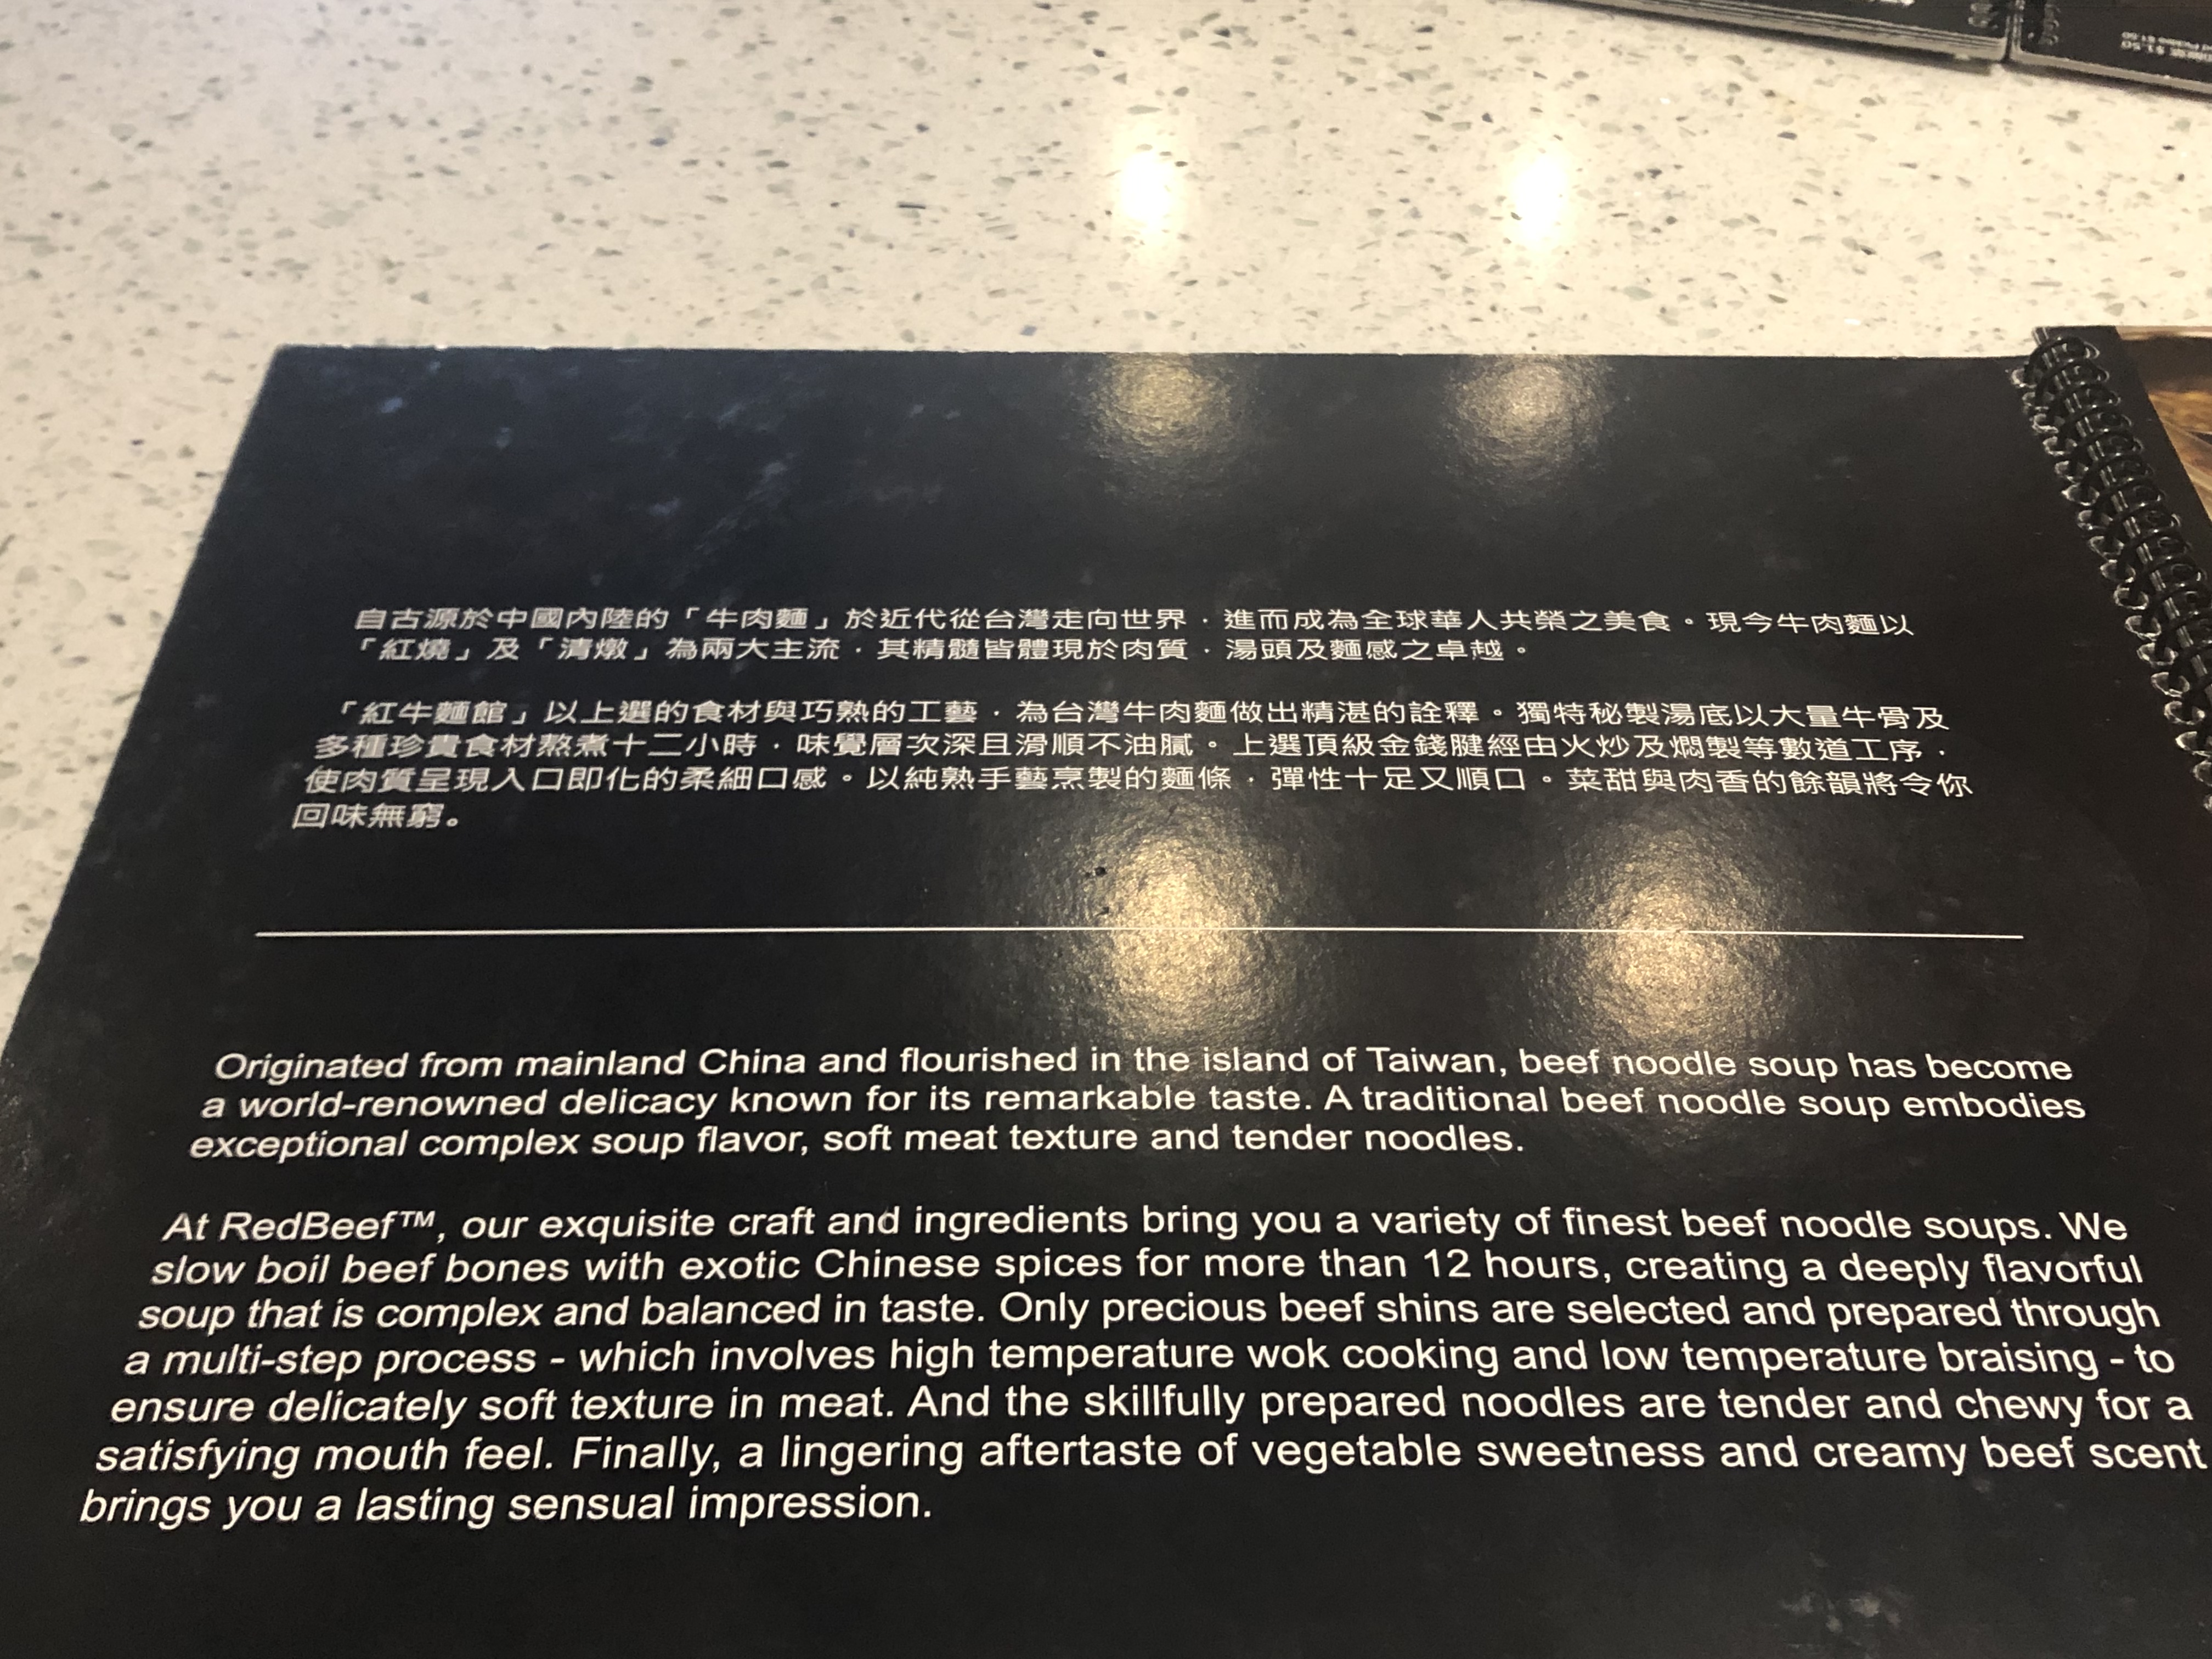 自古源於中國內陸的「牛肉麵」於近代從台灣走向世界，進而成為全球華人共榮之美食。現今牛肉麵以
「紅燒」及「清燉」為兩大主流，其精髓皆體現於肉質，湯頭及麵感之卓越。
「紅牛麵館」以上選的食材與巧熟的工藝，為台灣牛肉麵做出精湛的詮釋。獨特秘製湯底以大量牛骨及
多種珍貴食材熬煮十二小時，味覺層次深且滑順不油膩。上選頂級金錢腱經由火炒及燜製等數道工序，
使肉質呈現入口即化的柔細口感。以純熟手藝烹製的麵條，彈性十足又順口。菜甜與肉香的餘韻將令你
回味無窮。
Originated from mainland China and flourished in the island of Taiwan, beef noodle soup has become
a world-renowned delicacy known for its remarkable taste. A traditional beef noodle soup embodies
exceptional complex soup flavor, soft meat texture and tender noodles.
At RedBeef™, our exquisite craft and ingredients bring you a variety of finest beef noodle soups. We
slow boil beef bones with exotic Chinese spices for more than 12 hours, creating a deeply flavorful
soup that is complex and balanced in taste. Only precious beef shins are selected and prepared through
a multi-step process - which involves high temperature wok cooking and low temperature braising - to
ensure delicately soft texture in meat. And the skillfully prepared noodles are tender and chewy for a
satisfying mouth feel. Finally, a lingering aftertaste of vegetable sweetness and creamy beef scent
brings you a lasting sensual impression.